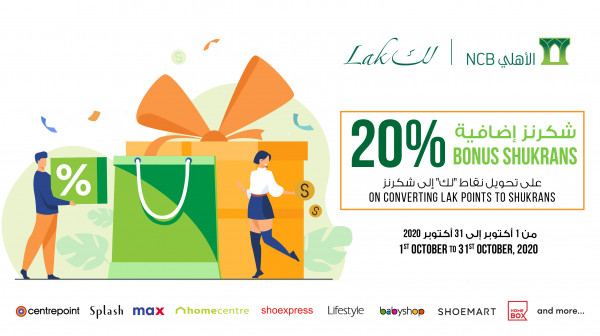 Lak لك | NCB الأهلي
شكرنز إضافية
20% BONUS SHUKRANS
على تحويل نقاط "لك" إلى شكرنز
ON CONVERTING LAK POINTS TO SHUKRANS
من 1 أكتوبر إلى 31 أكتوبر 2020
1ST OCTOBER TO 31ST OCTOBER, 2020
%
$
$
centrepoint Splash max homecentre shoexpress Lifestyle babyshop SHOEMART HOME BOX and more...